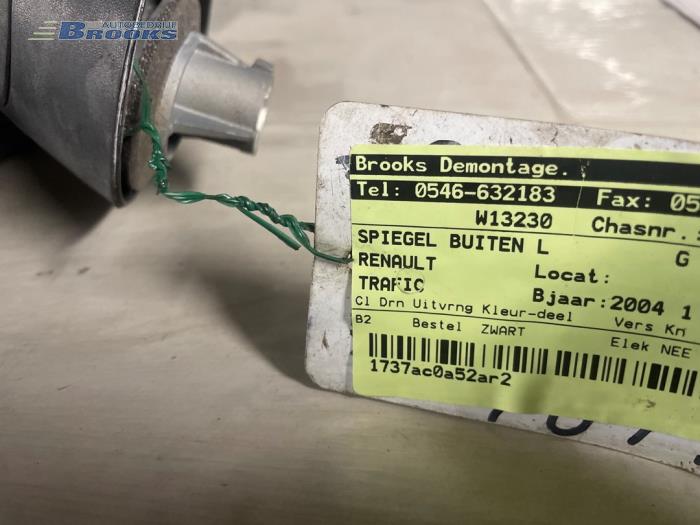 AUTOBEDRIJF
BROOKS
Brooks Demontage.
Tel: 0546-632183 Fax: 05
W13230 Chasnr.:
SPIEGEL BUITEN L G
RENAULT Locat:
TRAFIC Bjaar:2004 1
Cl Drn Uitvrng Kleur-deel Vers Kn
B2 Bestel ZWART Elek NEE
1737ac0a52ar2